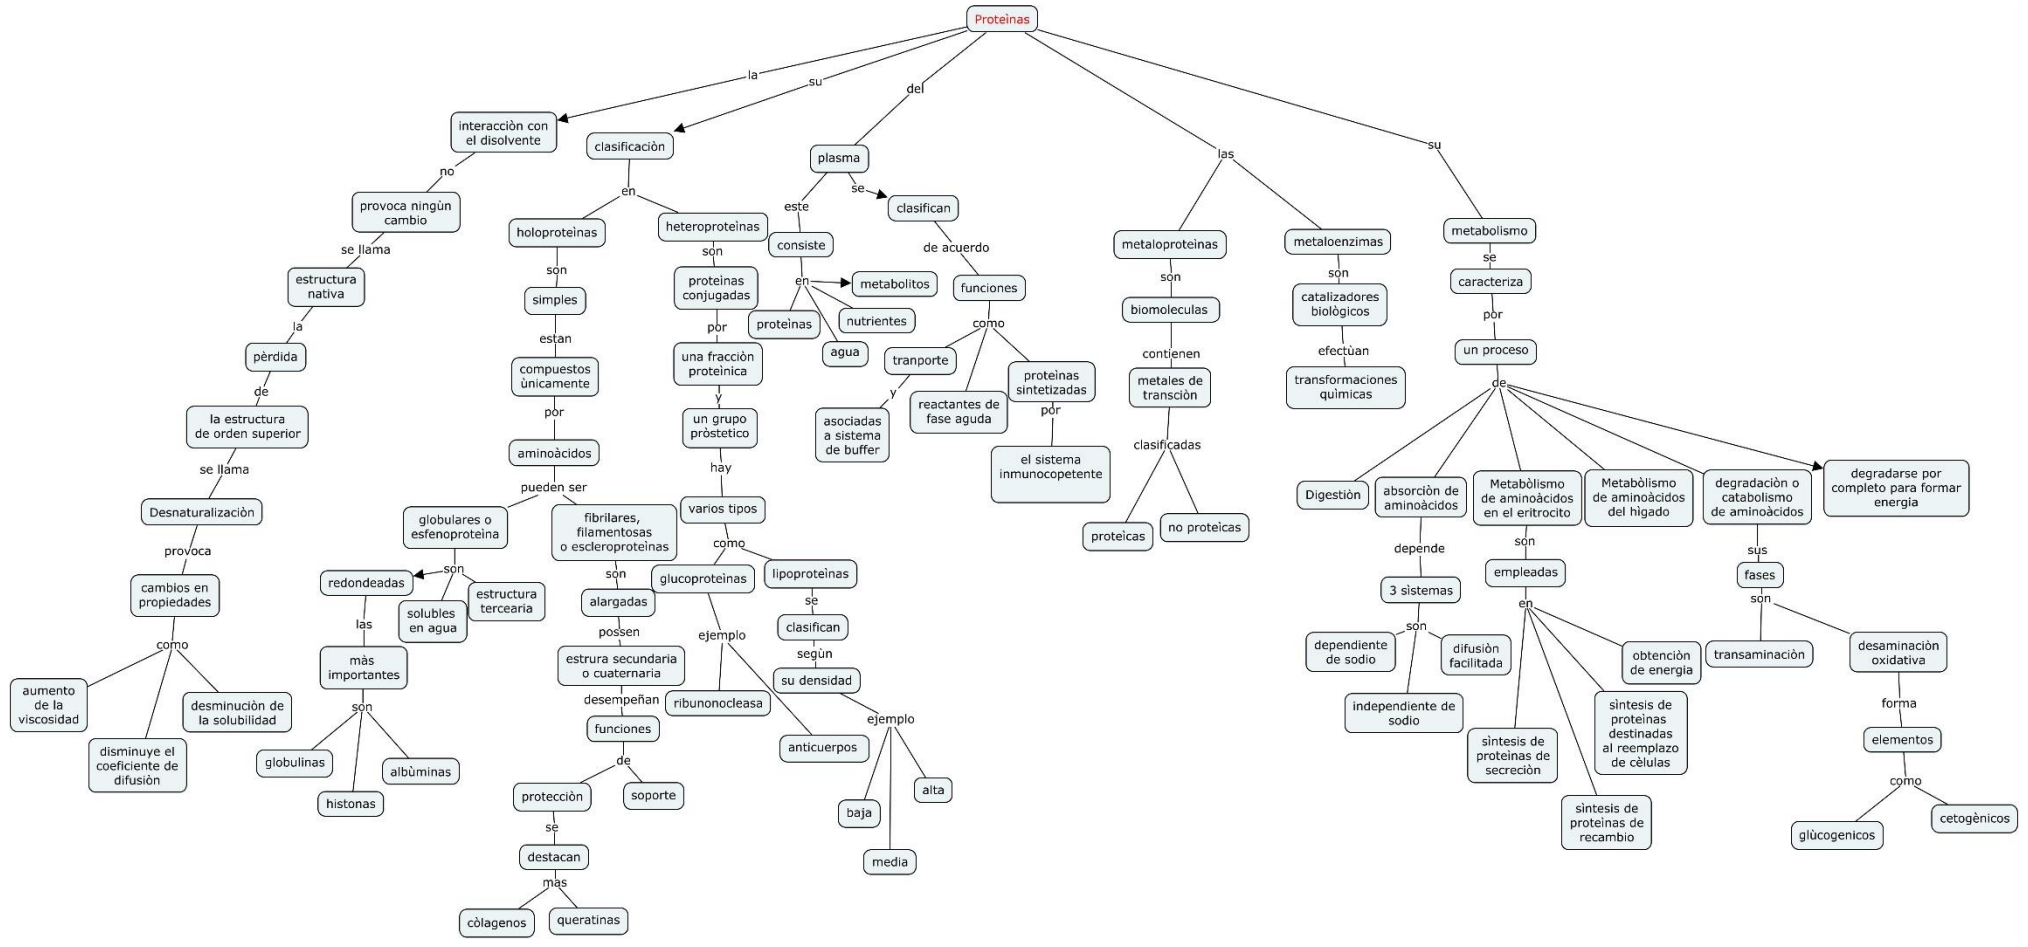 Proteìnas
la
su
del
las
su
interacciòn con
el disolvente
no
provoca ningùn
cambio
se llama
estructura
nativa
la
pèrdida
de
la estructura
de orden superior
se llama
Desnaturalizaciòn
provoca
cambios en
propiedades
como
aumento
de la
viscosidad
disminuye el
coeficiente de
difusiòn
desminuciòn de
la solubilidad
clasificaciòn
en
holoproteìnas
son
simples
estan
compuestos
ùnicamente
por
aminoàcidos
pueden ser
globulares o
esfenoproteìna
son
redondeadas
solubles
en agua
estructura
tercearia
las
màs
importantes
son
globulinas
histonas
albùminas
fibrilares,
filamentosas
o escleroproteìnas
son
alargadas
possen
estrura secundaria
o cuaternaria
desempeñan
funciones
de
protecciòn
soporte
se
destacan
mas
còlagenos
queratinas
heteroproteìnas
son
proteìnas
conjugadas
por
una fracciòn
proteìnica
y
un grupo
pròstetico
hay
varios tipos
como
glucoproteìnas
ejemplo
ribunonocleasa
anticuerpos
lipoproteìnas
se
clasifican
segùn
su densidad
ejemplo
baja
media
alta
plasma
este
consiste
en
proteìnas
agua
nutrientes
metabolitos
se
clasifican
de acuerdo
funciones
como
tranporte
y
asociadas
a sistema
de buffer
reactantes de
fase aguda
proteìnas
sintetizadas
por
el sistema
inmunocopetente
metaloproteìnas
son
biomoleculas
contienen
metales de
transciòn
clasificadas
proteìcas
no proteìcas
metaloenzimas
son
catalizadores
biològicos
efectùan
transformaciones
quìmicas
metabolismo
se
caracteriza
por
un proceso
de
Digestiòn
absorciòn de
aminoàcidos
depende
3 sìstemas
son
dependiente
de sodio
independiente de
sodio
difusiòn
facilitada
Metabòlismo
de aminoàcidos
en el eritrocito
son
empleadas
en
sìntesis de
proteìnas de
secreciòn
sìntesis de
proteìnas de
recambio
sìntesis de
proteìnas
destinadas
al reemplazo
de cèlulas
obtenciòn
de energia
Metabòlismo
de aminoàcidos
del hìgado
degradaciòn o
catabolismo
de aminoàcidos
sus
fases
son
transaminaciòn
desaminaciòn
oxidativa
forma
elementos
como
glùcogenicos
cetogènicos
degradarse por
completo para formar
energia